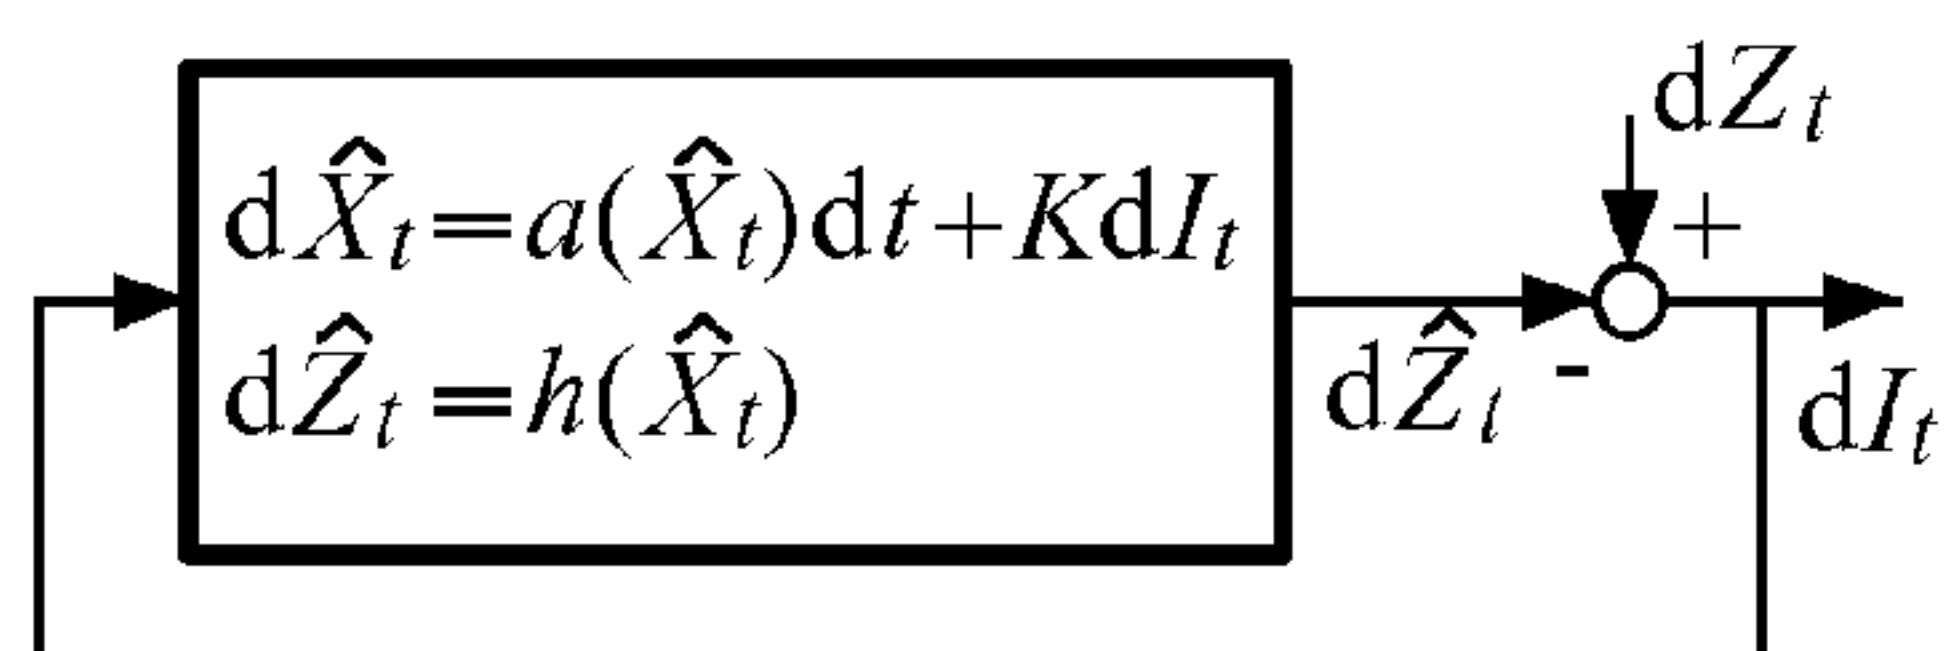 dZ_t
+
dX̂_t=a(X̂_t)dt+KdI_t
dẐ_t=h(X̂_t)
dẐ_t
-
dI_t